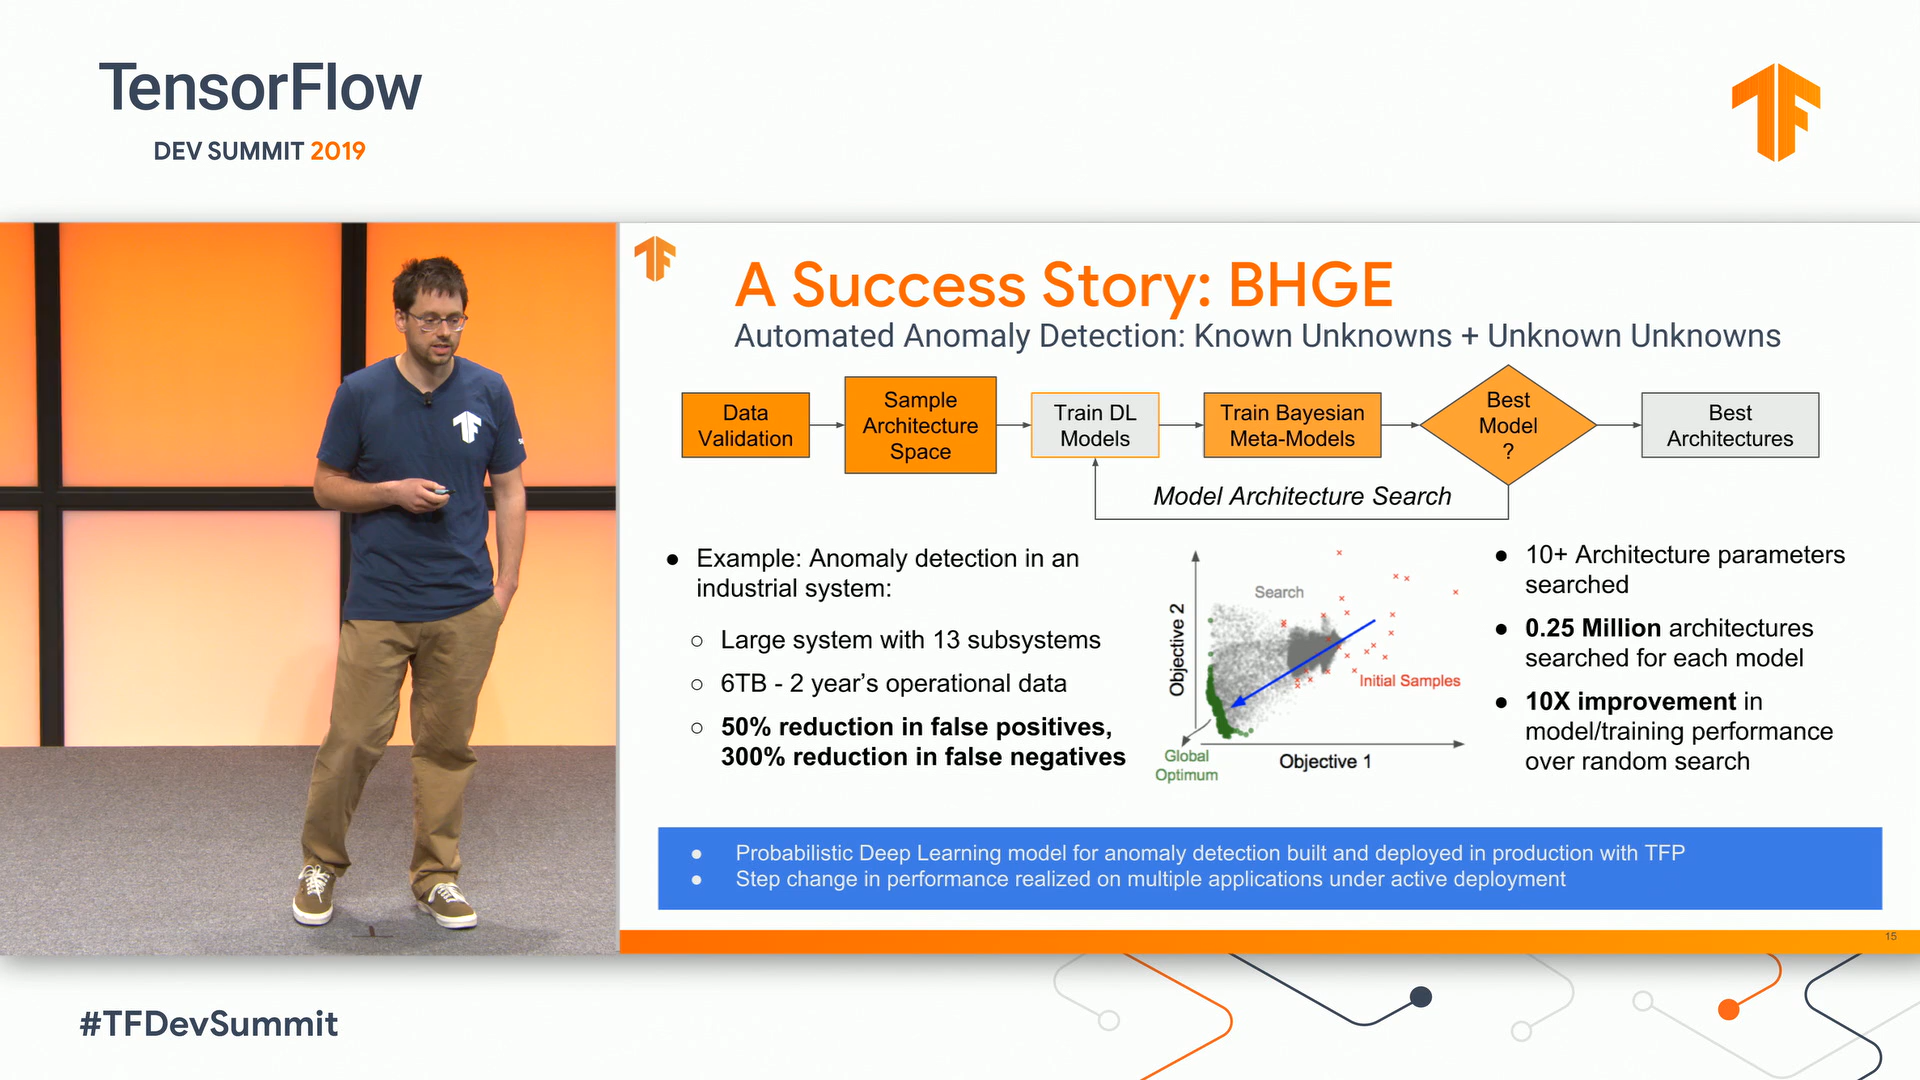 TensorFlow
DEV SUMMIT 2019
A Success Story: BHGE
Automated Anomaly Detection: Known Unknowns + Unknown Unknowns
Data
Validation
Sample
Architecture
Space
Train DL
Models
Train Bayesian
Meta-Models
Best
Model
?
Best
Architectures
Model Architecture Search
● Example: Anomaly detection in an
industrial system:
○ Large system with 13 subsystems
○ 6TB - 2 year’s operational data
○ 50% reduction in false positives,
300% reduction in false negatives
Objective 2
Search
Initial Samples
Global
Optimum
Objective 1
● 10+ Architecture parameters
searched
● 0.25 Million architectures
searched for each model
● 10X improvement in
model/training performance
over random search
● Probabilistic Deep Learning model for anomaly detection built and deployed in production with TFP
● Step change in performance realized on multiple applications under active deployment
15
#TFDevSummit